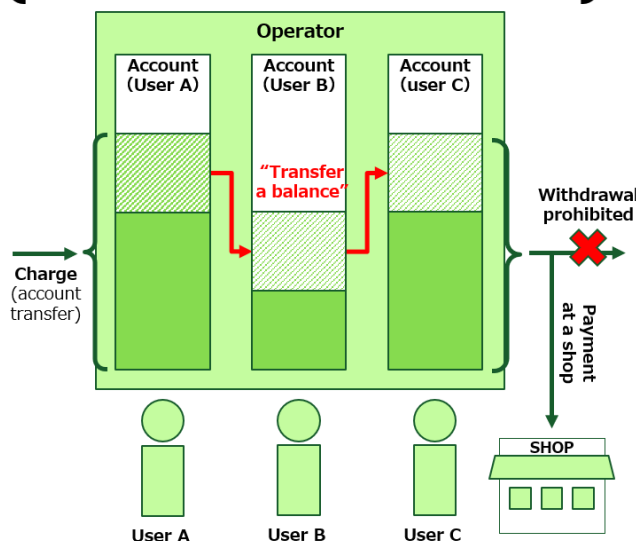 Operator
Account
(User A)
Account
(User B)
Account
(user C)
“Transfer
a balance”
Withdrawal
prohibited
Charge
(account
transfer)
Payment
at a shop
SHOP
User A
User B
User C